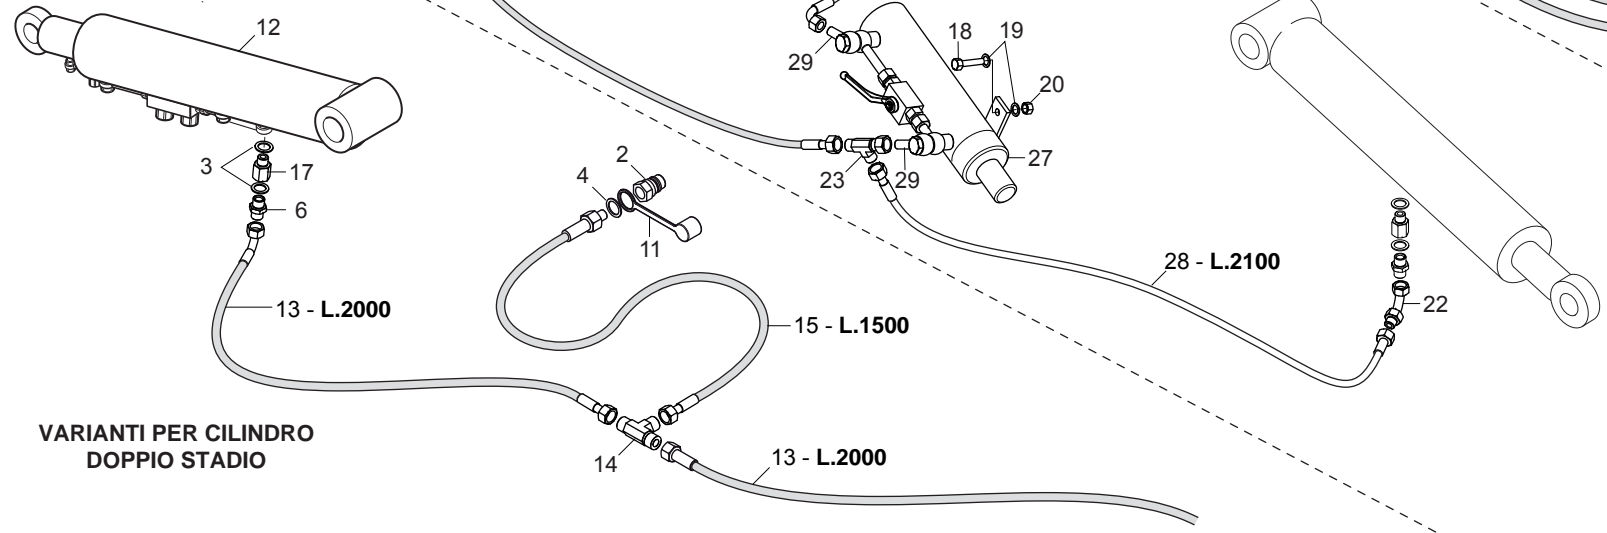 12
29
18
19
20
27
23
29
3
17
6
2
4
11
28 - L.2100
22
13 - L.2000
15 - L.1500
VARIANTI PER CILINDRO
DOPPIO STADIO
14
13 - L.2000